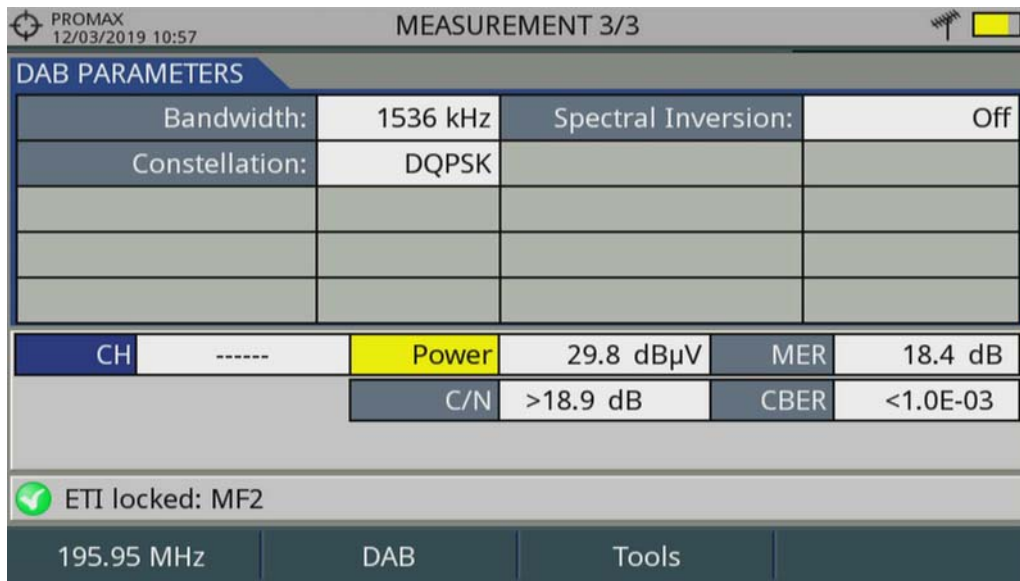 PROMAX
12/03/2019 10:57
MEASUREMENT 3/3
DAB PARAMETERS
Bandwidth: 1536 kHz Spectral Inversion: Off
Constellation: DQPSK
CH ------ Power 29.8 dBµV MER 18.4 dB
C/N >18.9 dB CBER <1.0E-03
ETI locked: MF2
195.95 MHz DAB Tools